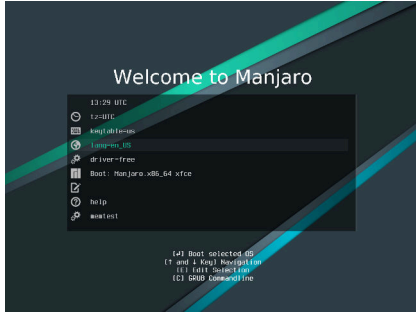 Welcome to Manjaro
13:29 UTC
tz=UTC
keytable=us
lang=en_US
driver=free
Boot: Manjaro.x86_64 xfce
help
memtest
[↲] Boot selected OS
[↑ and ↓ Key] Navigation
[E] Edit Selection
[C] GRUB Commandline